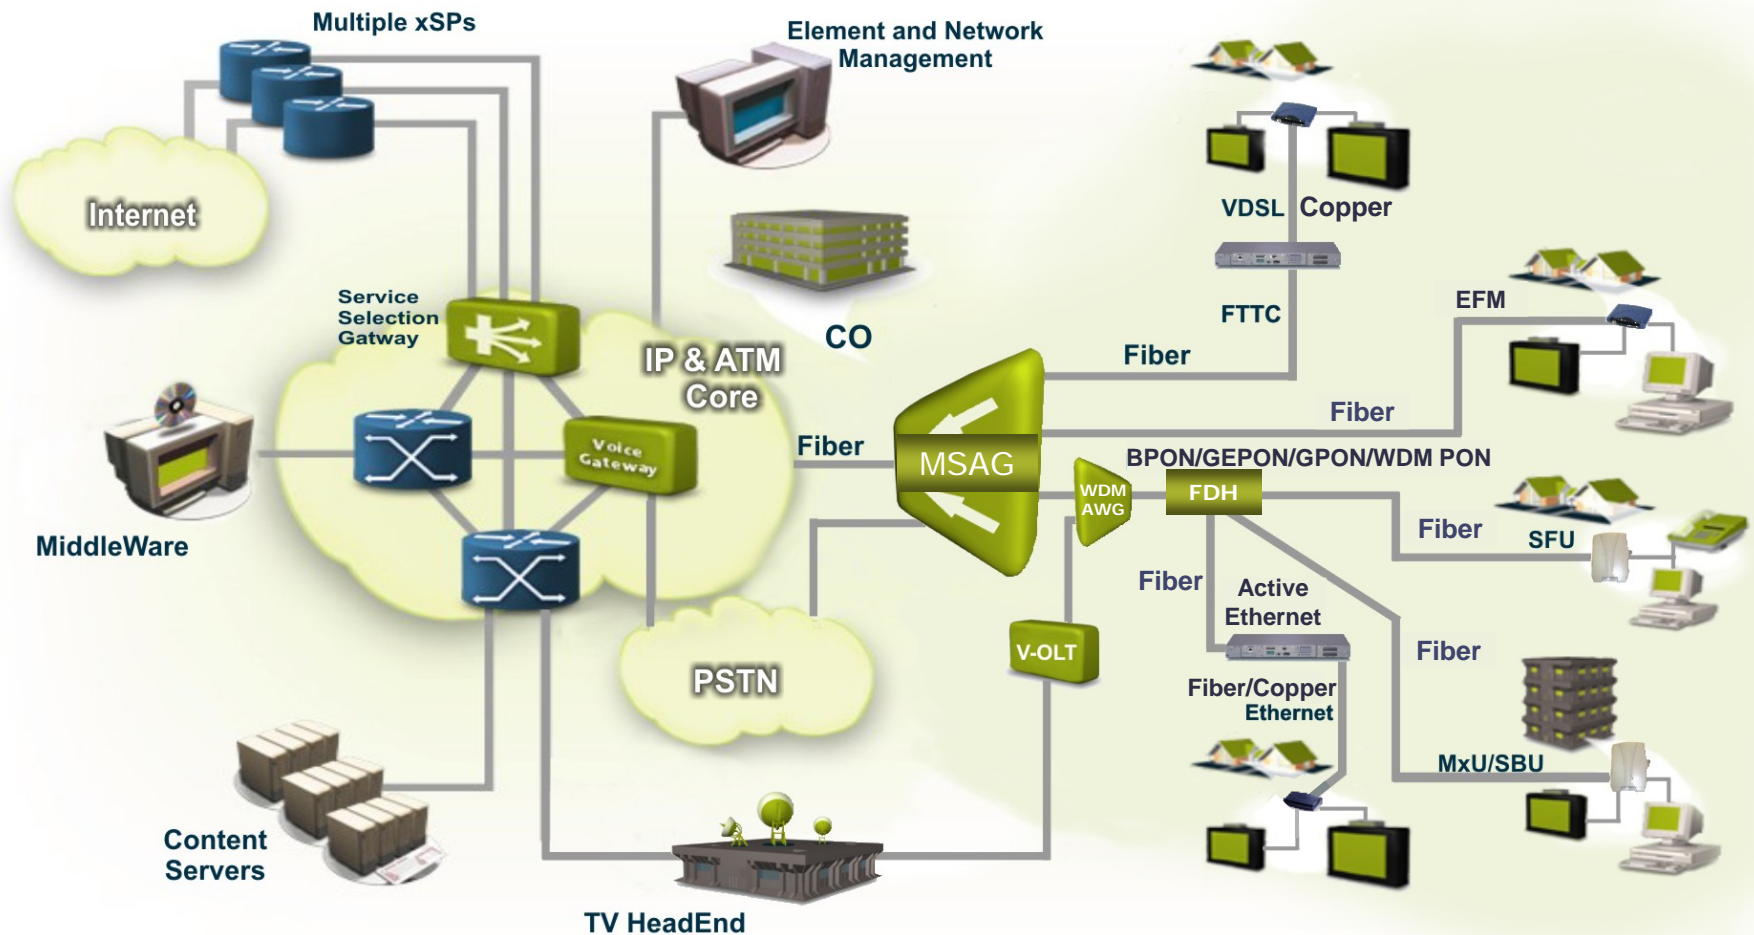 Multiple xSPs
Element and Network
Management
Internet
VDSL
Copper
Service
Selection
Gatway
CO
FTTC
EFM
IP & ATM
Core
Fiber
Fiber
Voice
Gateway
Fiber
MSAG
BPON/GEPON/GPON/WDM PON
WDM
AWG
FDH
Fiber
SFU
MiddleWare
Fiber
Active
Ethernet
V-OLT
Fiber
PSTN
Fiber/Copper
Ethernet
MxU/SBU
Content
Servers
TV HeadEnd